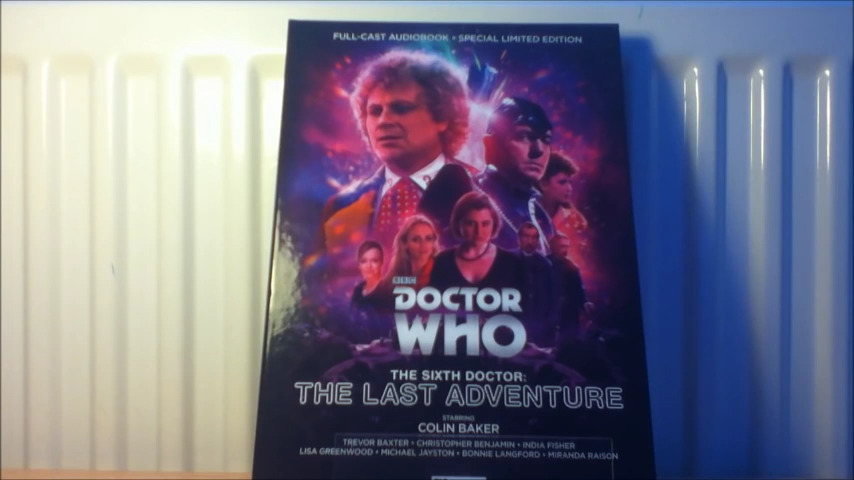 FULL-CAST AUDIOBOOK • SPECIAL LIMITED EDITION
BBC
DOCTOR
WHO
THE SIXTH DOCTOR:
THE LAST ADVENTURE
STARRING
COLIN BAKER
TREVOR BAXTER • CHRISTOPHER BENJAMIN • INDIA FISHER
LISA GREENWOOD • MICHAEL JAYSTON • BONNIE LANGFORD • MIRANDA RAISON